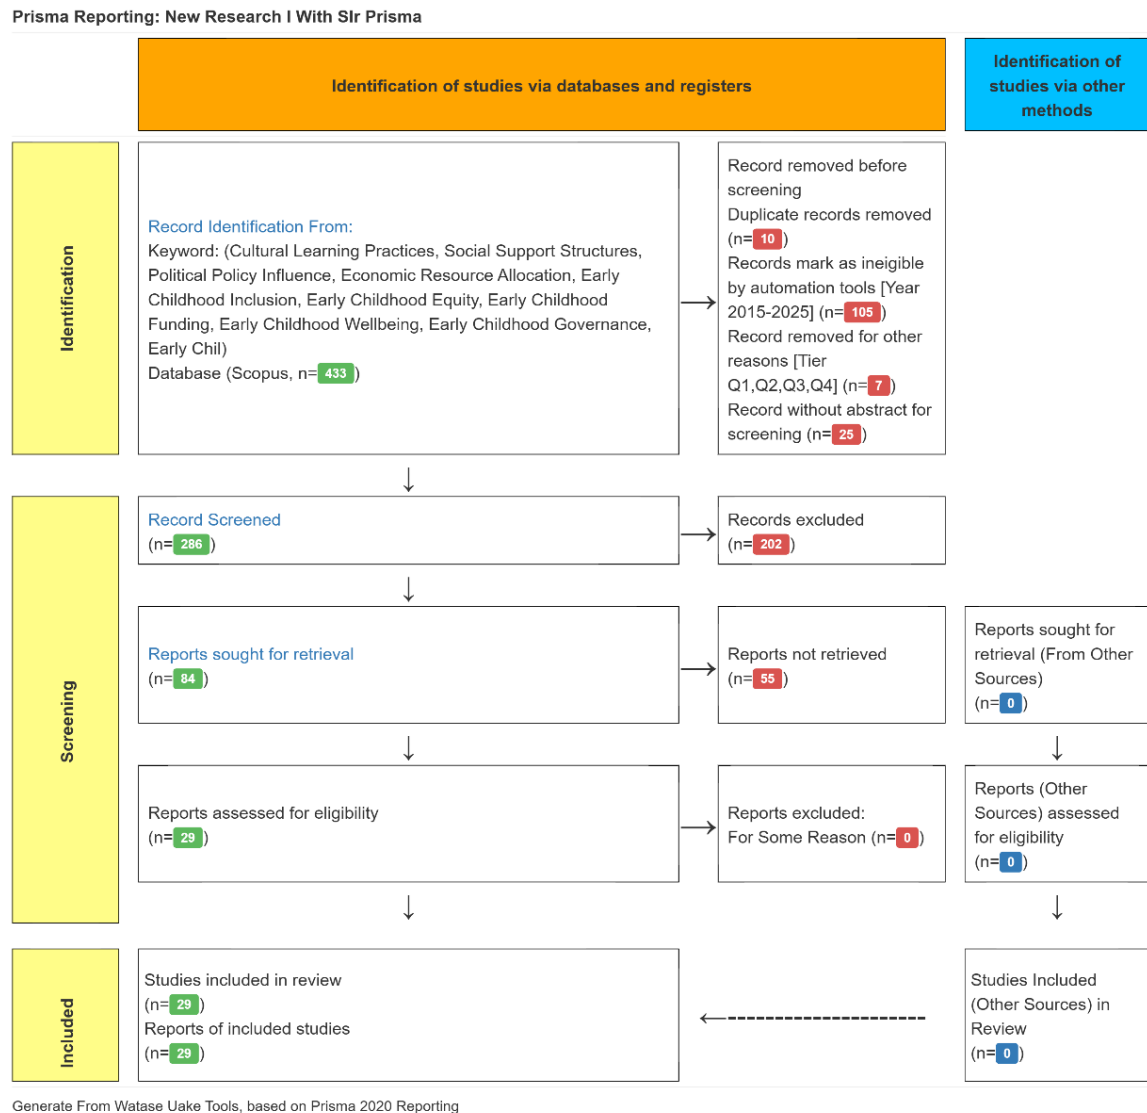 Prisma Reporting: New Research I With SIr Prisma
Identification of studies via databases and registers
Identification of
studies via other
methods
Identification
Record Identification From:
Keyword: (Cultural Learning Practices, Social Support Structures,
Political Policy Influence, Economic Resource Allocation, Early
Childhood Inclusion, Early Childhood Equity, Early Childhood
Funding, Early Childhood Wellbeing, Early Childhood Governance,
Early Chil)
Database (Scopus, n= 433 )
Record removed before
screening
Duplicate records removed
(n= 10 )
Records mark as ineigible
by automation tools [Year
2015-2025] (n= 105 )
Record removed for other
reasons [Tier
Q1,Q2,Q3,Q4] (n= 7 )
Record without abstract for
screening (n= 25 )
Screening
Record Screened
(n= 286 )
Records excluded
(n= 202 )
Reports sought for retrieval
(n= 84 )
Reports not retrieved
(n= 55 )
Reports sought for
retrieval (From Other
Sources)
(n= 0 )
Reports assessed for eligibility
(n= 29 )
Reports excluded:
For Some Reason (n= 0 )
Reports (Other
Sources) assessed
for eligibility
(n= 0 )
Included
Studies included in review
(n= 29 )
Reports of included studies
(n= 29 )
Studies Included
(Other Sources) in
Review
(n= 0 )
Generate From Watase Uake Tools, based on Prisma 2020 Reporting